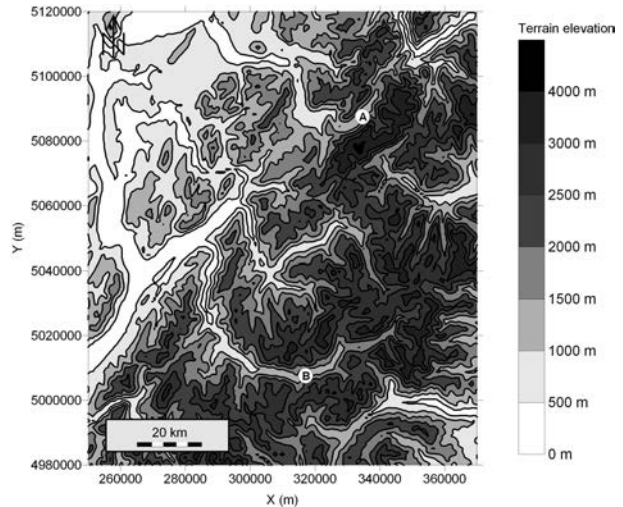 5120000
5100000
5080000
5060000
5040000
5020000
5000000
4980000
Y (m)
260000 280000 300000 320000 340000 360000
X (m)
A
B
20 km
Terrain elevation
4000 m
3000 m
2500 m
2000 m
1500 m
1000 m
500 m
0 m